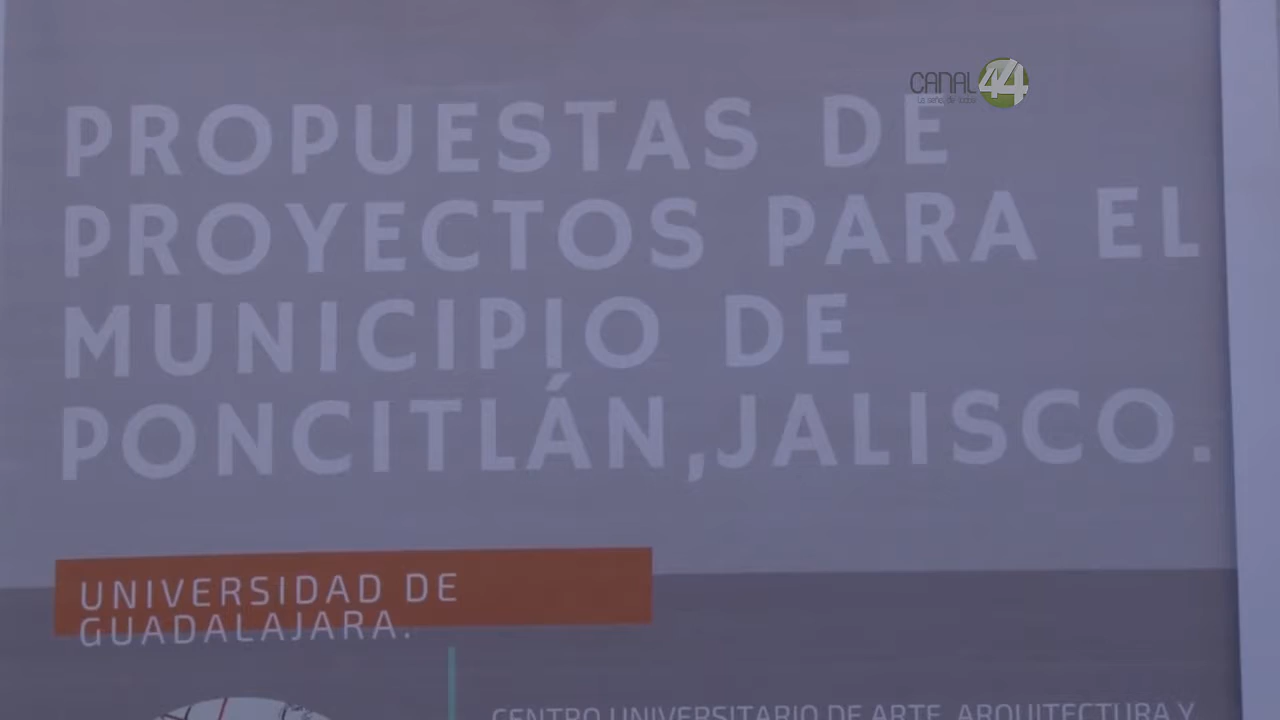 CANAL 44
PROPUESTAS DE
PROYECTOS PARA EL
MUNICIPIO DE
PONCITLÁN,JALISCO.
UNIVERSIDAD DE
GUADALAJARA.
CENTRO UNIVERSITARIO DE ARTE, ARQUITECTURA Y